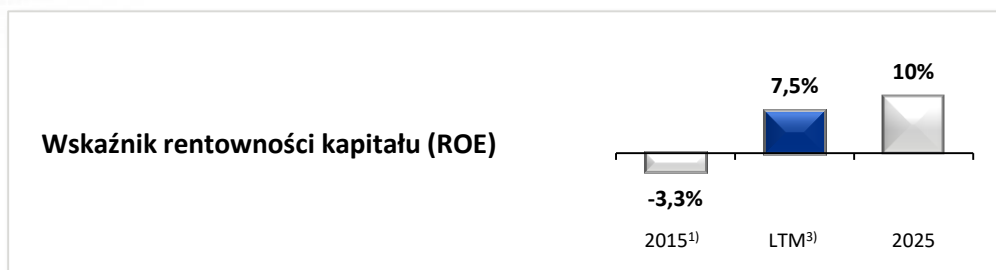 10%
7,5%
Wskaźnik rentowności kapitału (ROE)
-3,3%
2015¹⁾ LTM³⁾ 2025